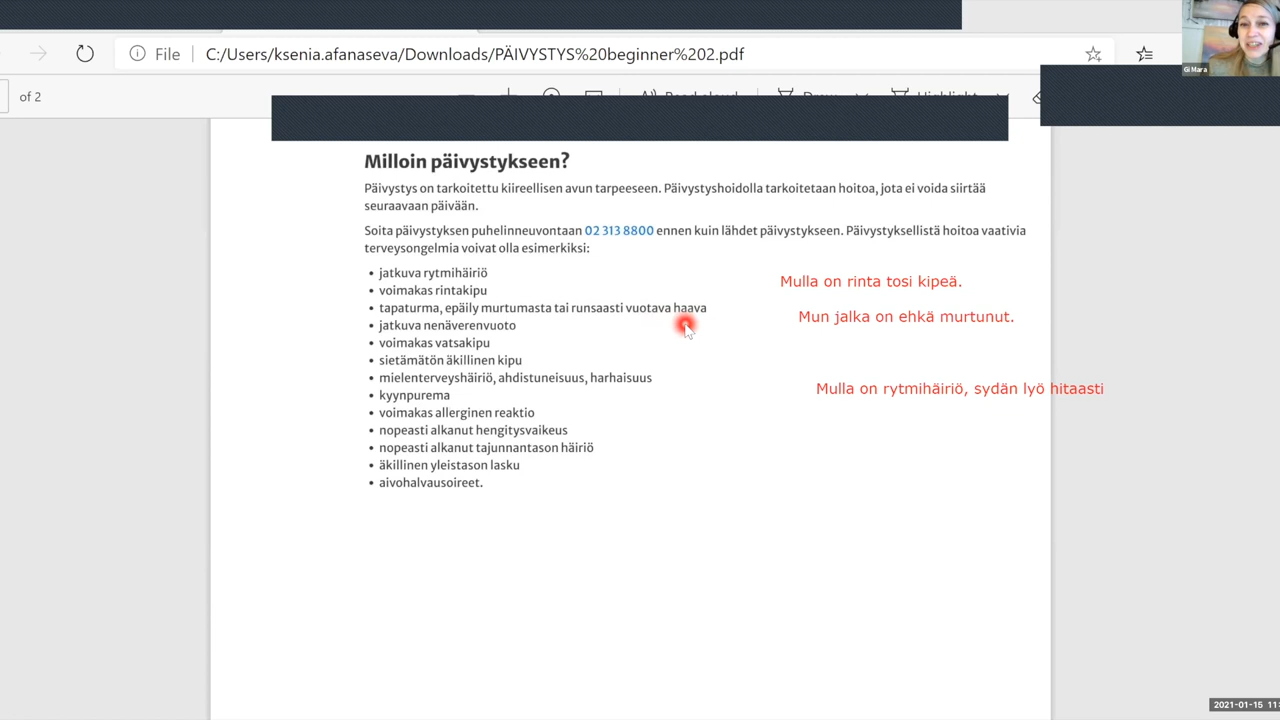 File
C:/Users/ksenia.afanaseva/Downloads/PÄIVYSTYS%20beginner%202.pdf
Gi Mara
of 2
Milloin päivystykseen?
Päivystys on tarkoitettu kiireellisen avun tarpeeseen. Päivystyshoidolla tarkoitetaan hoitoa, jota ei voida siirtää
seuraavaan päivään.
Soita päivystyksen puhelinneuvontaan 02 313 8800 ennen kuin lähdet päivystykseen. Päivystyksellistä hoitoa vaativia
terveysongelmia voivat olla esimerkiksi:
• jatkuva rytmihäiriö
Mulla on rinta tosi kipeä.
• voimakas rintakipu
• tapaturma, epäily murtumasta tai runsaasti vuotava haava
Mun jalka on ehkä murtunut.
• jatkuva nenäverenvuoto
• voimakas vatsakipu
• sietämätön äkillinen kipu
• mielenterveyshäiriö, ahdistuneisuus, harhaisuus
Mulla on rytmihäiriö, sydän lyö hitaasti
• kyynpurema
• voimakas allerginen reaktio
• nopeasti alkanut hengitysvaikeus
• nopeasti alkanut tajunnantason häiriö
• äkillinen yleistason lasku
• aivohalvausoireet.
2021-01-15